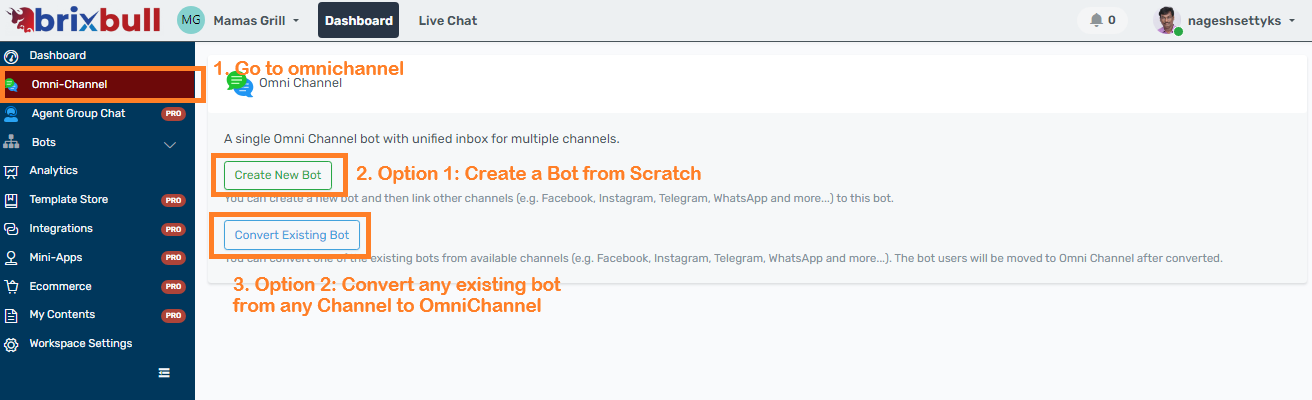 brixbull MG Mamas Grill Dashboard Live Chat 0 nageshsettyks
Dashboard
Omni-Channel
Agent Group Chat PRO
Bots
Analytics
Template Store PRO
Integrations PRO
Mini-Apps PRO
Ecommerce PRO
My Contents PRO
Workspace Settings
1. Go to omnichannel
Omni Channel
A single Omni Channel bot with unified inbox for multiple channels.
Create New Bot
2. Option 1: Create a Bot from Scratch
You can create a new bot and then link other channels (e.g. Facebook, Instagram, Telegram, WhatsApp and more...) to this bot.
Convert Existing Bot
You can convert one of the existing bots from available channels (e.g. Facebook, Instagram, Telegram, WhatsApp and more...). The bot users will be moved to Omni Channel after converted.
3. Option 2: Convert any existing bot
from any Channel to OmniChannel